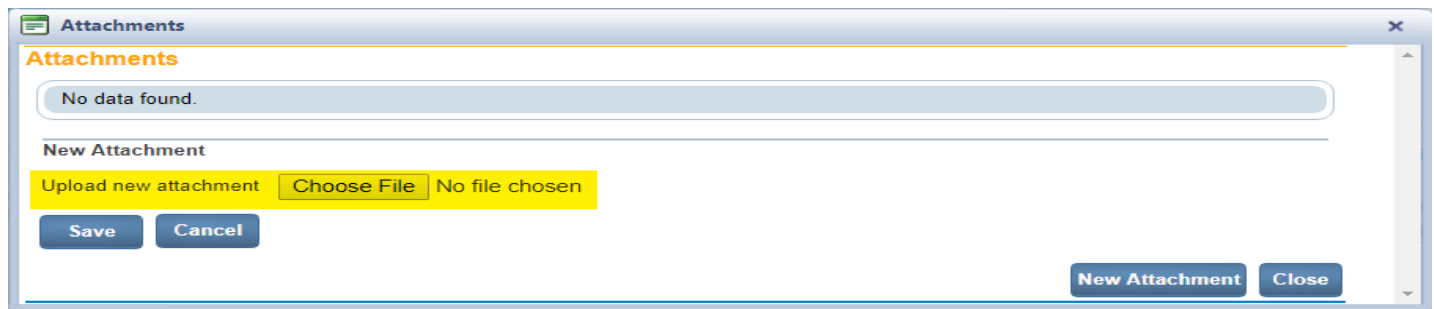 Attachments
Attachments
No data found.
New Attachment
Upload new attachment Choose File No file chosen
Save Cancel
New Attachment Close